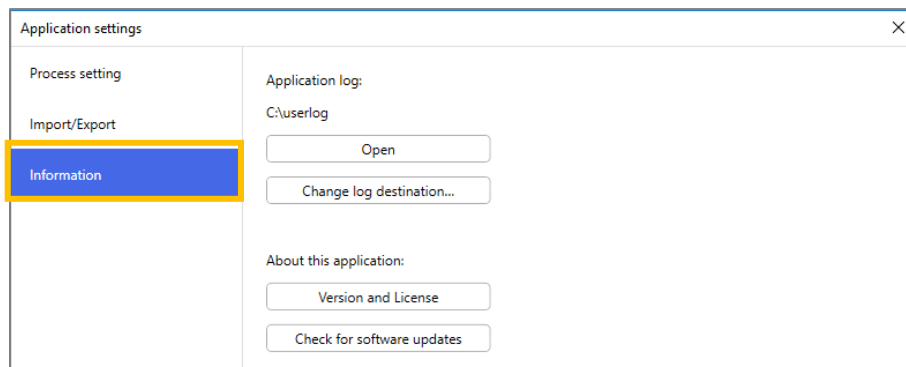 Application settings
Process setting
Import/Export
Information
Application log:
C:\userlog
Open
Change log destination...
About this application:
Version and License
Check for software updates